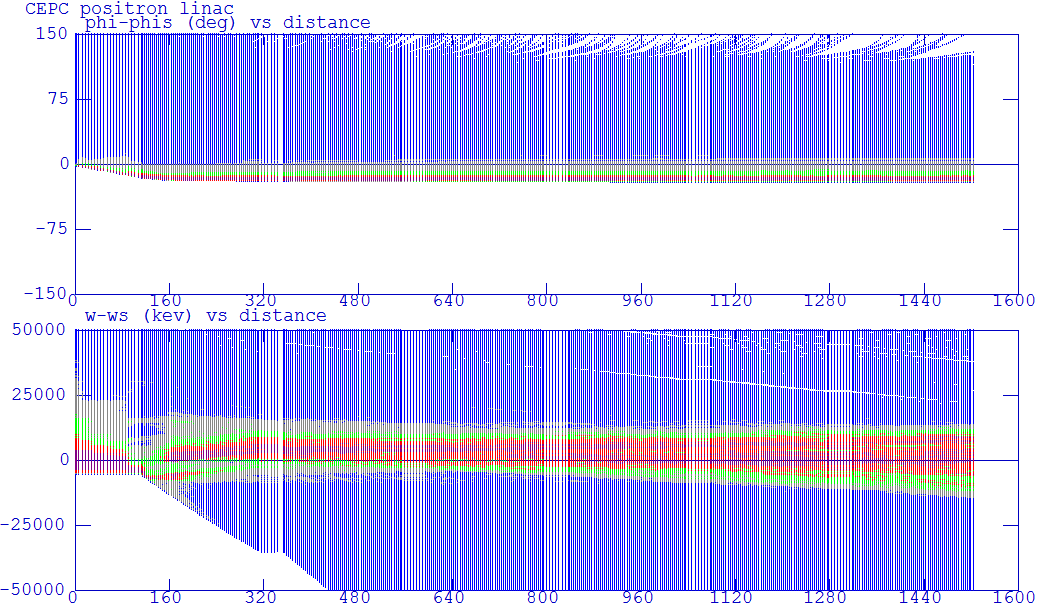 CEPC positron linac
phi-phis (deg) vs distance
150
75
0
-75
-150
0 160 320 480 640 800 960 1120 1280 1440 1600
w-ws (kev) vs distance
50000
25000
0
-25000
-50000
0 160 320 480 640 800 960 1120 1280 1440 1600